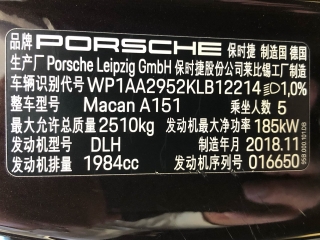 品牌 PORSCHE 保时捷 制造国 德国
生产厂 Porsche Leipzig GmbH 保时捷股份公司莱比锡工厂制造
车辆识别代号 WP1AA2952KLB12214 1,0%
整车型号 Macan A151 乘坐人数 5
最大允许总质量 2510kg 发动机最大净功率 185kW
发动机型号 DLH 制造年月 2018.11
发动机排量 1984cc 发动机号 016650